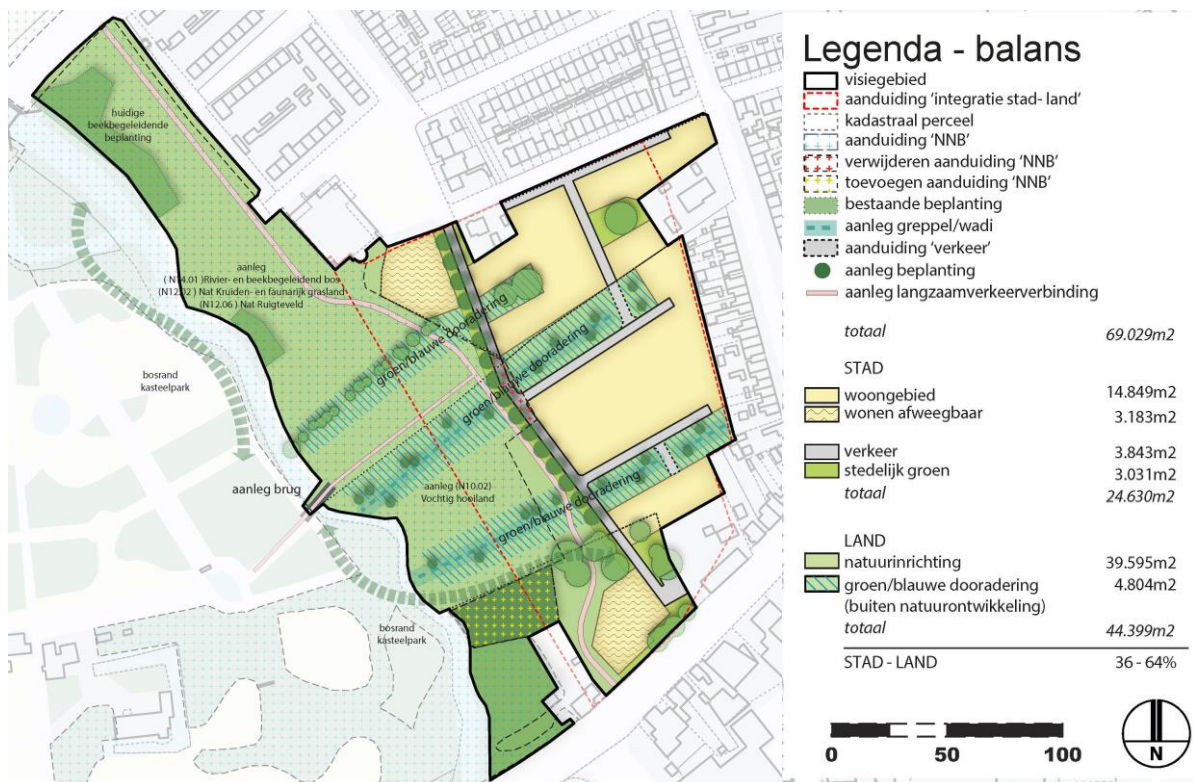 huidige
beekbegeleidende
beplanting
aanleg
( N14.01 )Rivier- en beekbegeleidend bos
(N12.02 ) Nat Kruiden- en faunarijk grasland
(N12.06 ) Nat Ruigteveld
bosrand
kasteelpark
groen/blauwe dooradering
groen/blauwe dooradering
aanleg brug
aanleg (N10.02)
Vochtig hooiland
groen/blauwe dooradering
bosrand
kasteelpark
Legenda - balans
visiegebied
aanduiding 'integratie stad- land'
kadastraal perceel
aanduiding 'NNB'
verwijderen aanduiding 'NNB'
toevoegen aanduiding 'NNB'
bestaande beplanting
aanleg greppel/wadi
aanduiding 'verkeer'
aanleg beplanting
aanleg langzaamverkeerverbinding
totaal 69.029m2
STAD
woongebied 14.849m2
wonen afweegbaar 3.183m2
verkeer 3.843m2
stedelijk groen 3.031m2
totaal 24.630m2
LAND
natuurinrichting 39.595m2
groen/blauwe dooradering 4.804m2
(buiten natuurontwikkeling)
totaal 44.399m2
STAD - LAND 36 - 64%
0 50 100
N